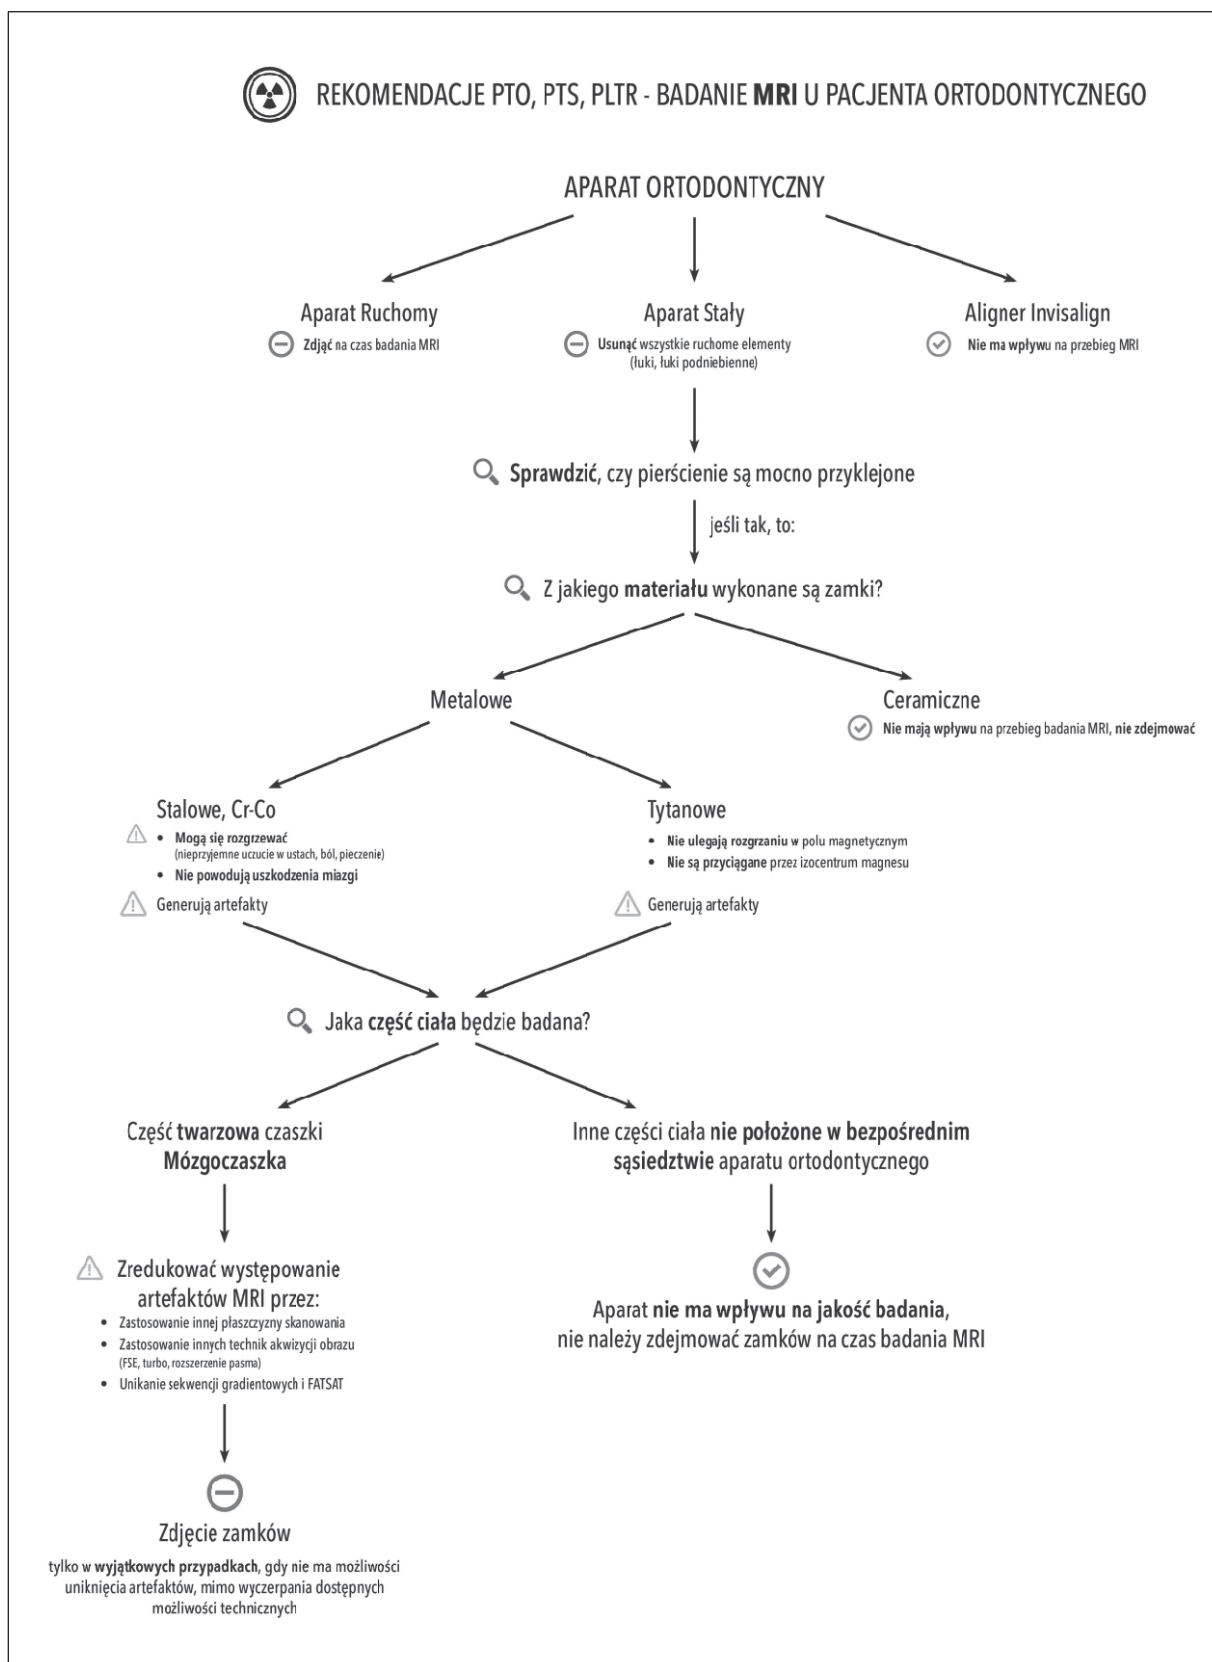 REKOMENDACJE PTO, PTS, PLTR - BADANIE MRI U PACJENTA ORTODONTYCZNEGO
APARAT ORTODONTYCZNY
Aparat Ruchomy
Zdjąć na czas badania MRI
Aparat Stały
Usunąć wszystkie ruchome elementy
(łuki, łuki podniebienne)
Aligner Invisalign
Nie ma wpływu na przebieg MRI
Sprawdzić, czy pierścienie są mocno przyklejone
jeśli tak, to:
Z jakiego materiału wykonane są zamki?
Metalowe
Ceramiczne
Nie mają wpływu na przebieg badania MRI, nie zdejmować
Stalowe, Cr-Co
• Mogą się rozgrzewać
(nieprzyjemne uczucie w ustach, ból, pieczenie)
• Nie powodują uszkodzenia miazgi
Generują artefakty
Tytanowe
• Nie ulegają rozgrzaniu w polu magnetycznym
• Nie są przyciągane przez izocentrum magnesu
Generują artefakty
Jaka część ciała będzie badana?
Część twarzowa czaszki
Mózgoczaszka
Inne części ciała nie położone w bezpośrednim
sąsiedztwie aparatu ortodontycznego
Zredukować występowanie
artefaktów MRI przez:
• Zastosowanie innej płaszczyzny skanowania
• Zastosowanie innych technik akwizycji obrazu
(FSE, turbo, rozszerzenie pasma)
• Unikanie sekwencji gradientowych i FATSAT
Aparat nie ma wpływu na jakość badania,
nie należy zdejmować zamków na czas badania MRI
Zdjęcie zamków
tylko w wyjątkowych przypadkach, gdy nie ma możliwości
uniknięcia artefaktów, mimo wyczerpania dostępnych
możliwości technicznych